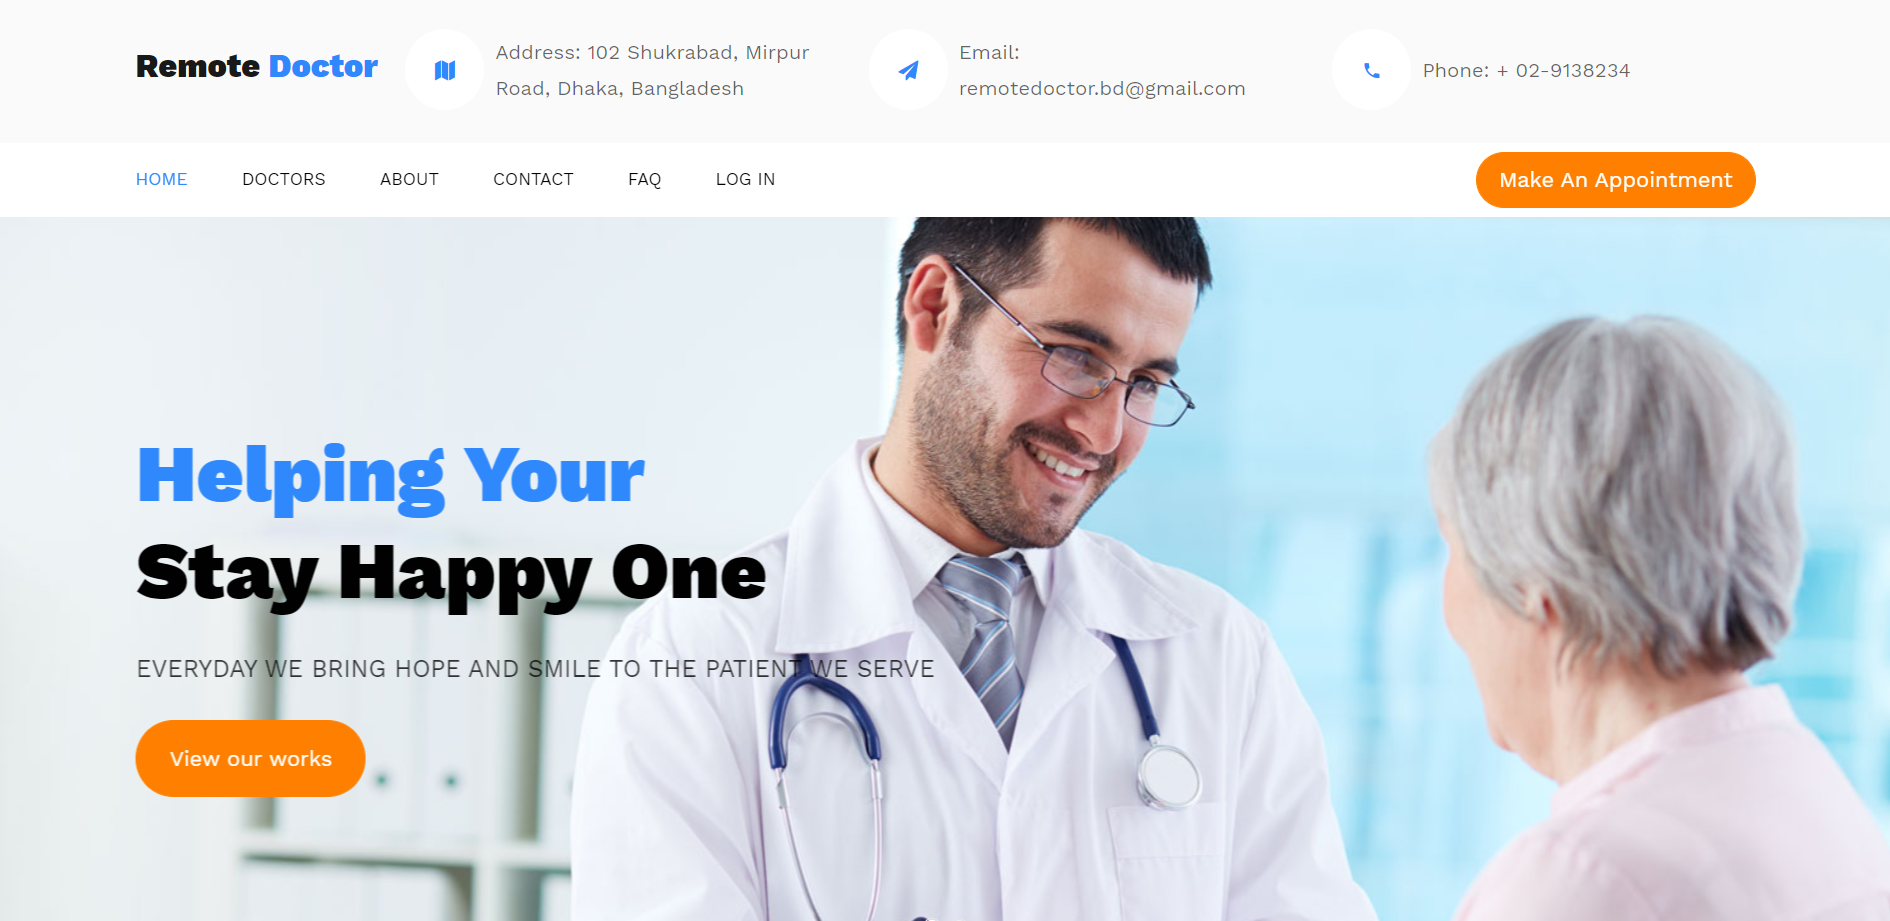 Remote Doctor
Address: 102 Shukrabad, Mirpur
Road, Dhaka, Bangladesh
Email:
remotedoctor.bd@gmail.com
Phone: + 02-9138234
HOME DOCTORS ABOUT CONTACT FAQ LOG IN
Make An Appointment
Helping Your
Stay Happy One
EVERYDAY WE BRING HOPE AND SMILE TO THE PATIENT WE SERVE
View our works